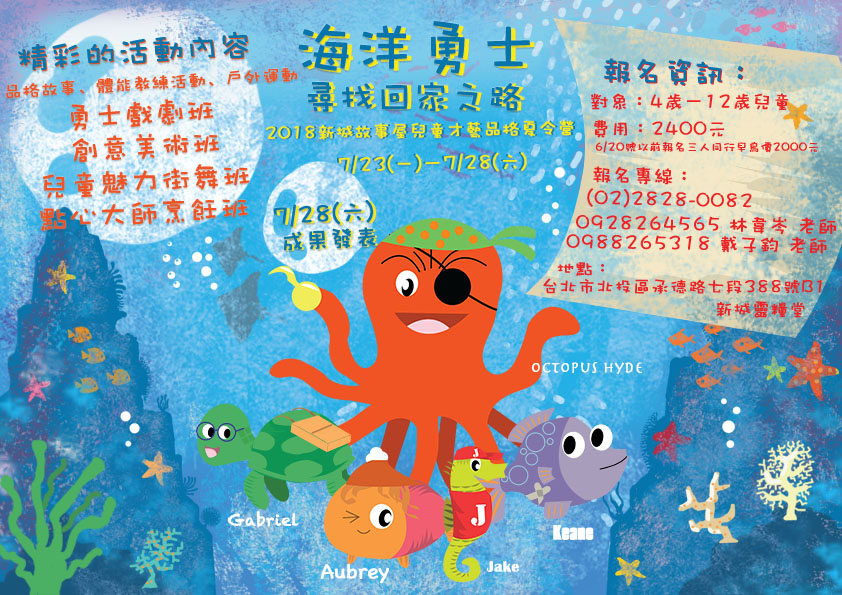 精彩的活動內容
品格故事、體能教練活動、戶外運動
勇士戲劇班
創意美術班
兒童魅力街舞班
點心大師烹飪班
海洋勇士
尋找回家之路
2018新城故事屋兒童才藝品格夏令營
7/23(一)—7/28(六)
7/28(六)
成果發表
報名資訊：
對象：4歲—12歲兒童
費用：2400元
6/20號以前報名三人同行早鳥價2000元
報名專線：
(02)2828-0082
0928264565 林韋岑 老師
0988265318 戴子鈞 老師
地點：
台北市北投區承德路七段388號B1
新城靈糧堂
OCTOPUS HYDE
Gabriel
Aubrey
J
J
Jake
Keane